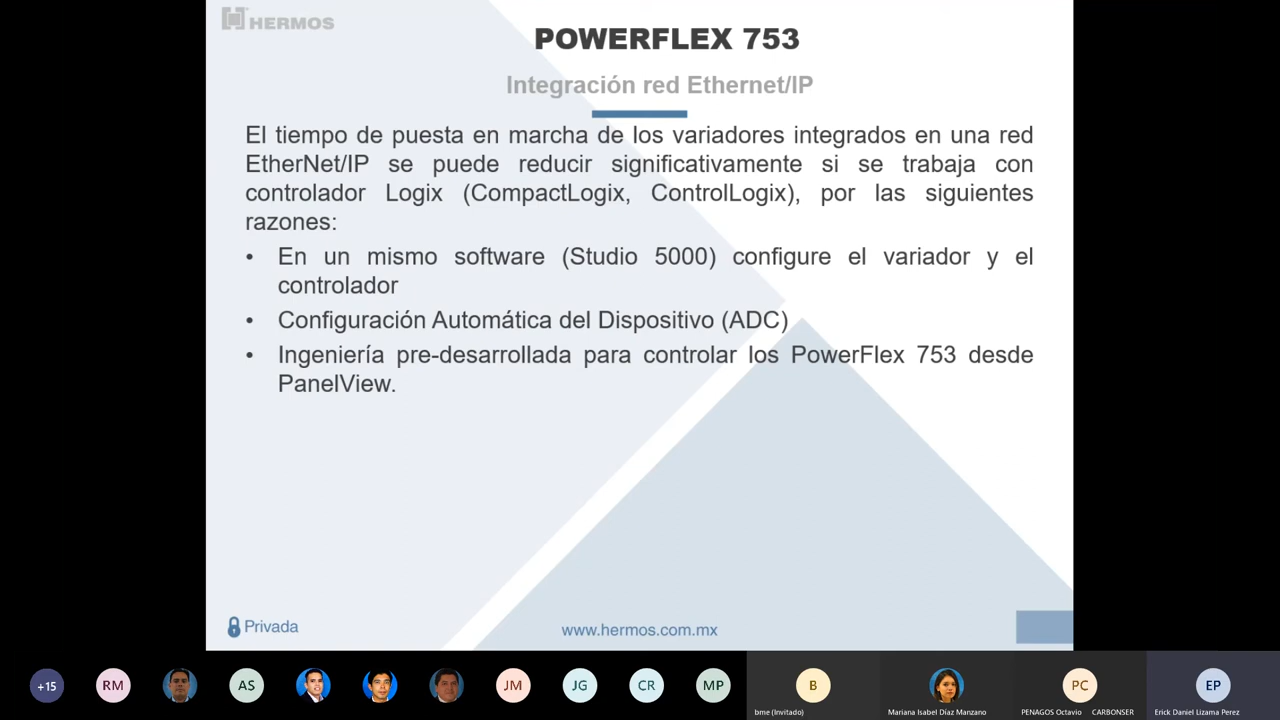 HERMOS
POWERFLEX 753
Integración red Ethernet/IP
El tiempo de puesta en marcha de los variadores integrados en una red
EtherNet/IP se puede reducir significativamente si se trabaja con
controlador Logix (CompactLogix, ControlLogix), por las siguientes
razones:
• En un mismo software (Studio 5000) configure el variador y el
controlador
• Configuración Automática del Dispositivo (ADC)
• Ingeniería pre-desarrollada para controlar los PowerFlex 753 desde
PanelView.
Privada
www.hermos.com.mx
+15
RM
AS
JM
JG
CR
MP
B
PC
EP
bme (Invitado)
Mariana Isabel Díaz Manzano
PENAGOS Octavio CARBONSER
Erick Daniel Lizama Perez